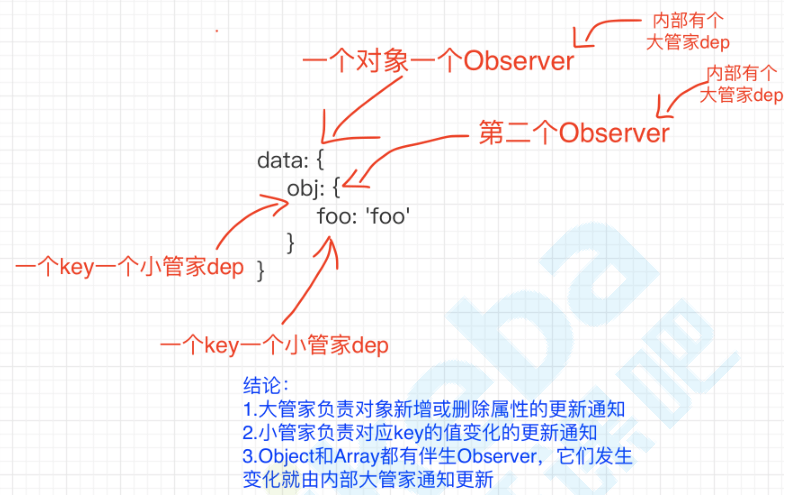 内部有个
大管家dep
一个对象一个Observer
内部有个
大管家dep
第二个Observer
data: {
obj: {
foo: 'foo'
}
一个key一个小管家dep
}
一个key一个小管家dep
结论：
1.大管家负责对象新增或删除属性的更新通知
2.小管家负责对应key的值变化的更新通知
3.Object和Array都有伴生Observer，它们发生
变化就由内部大管家通知更新